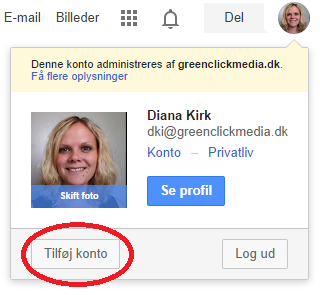 E-mail Billeder Del
Denne konto administreres af greenclickmedia.dk.
Få flere oplysninger
Diana Kirk
dki@greenclickmedia.dk
Konto – Privatliv
Skift foto
Se profil
Tilføj konto Log ud